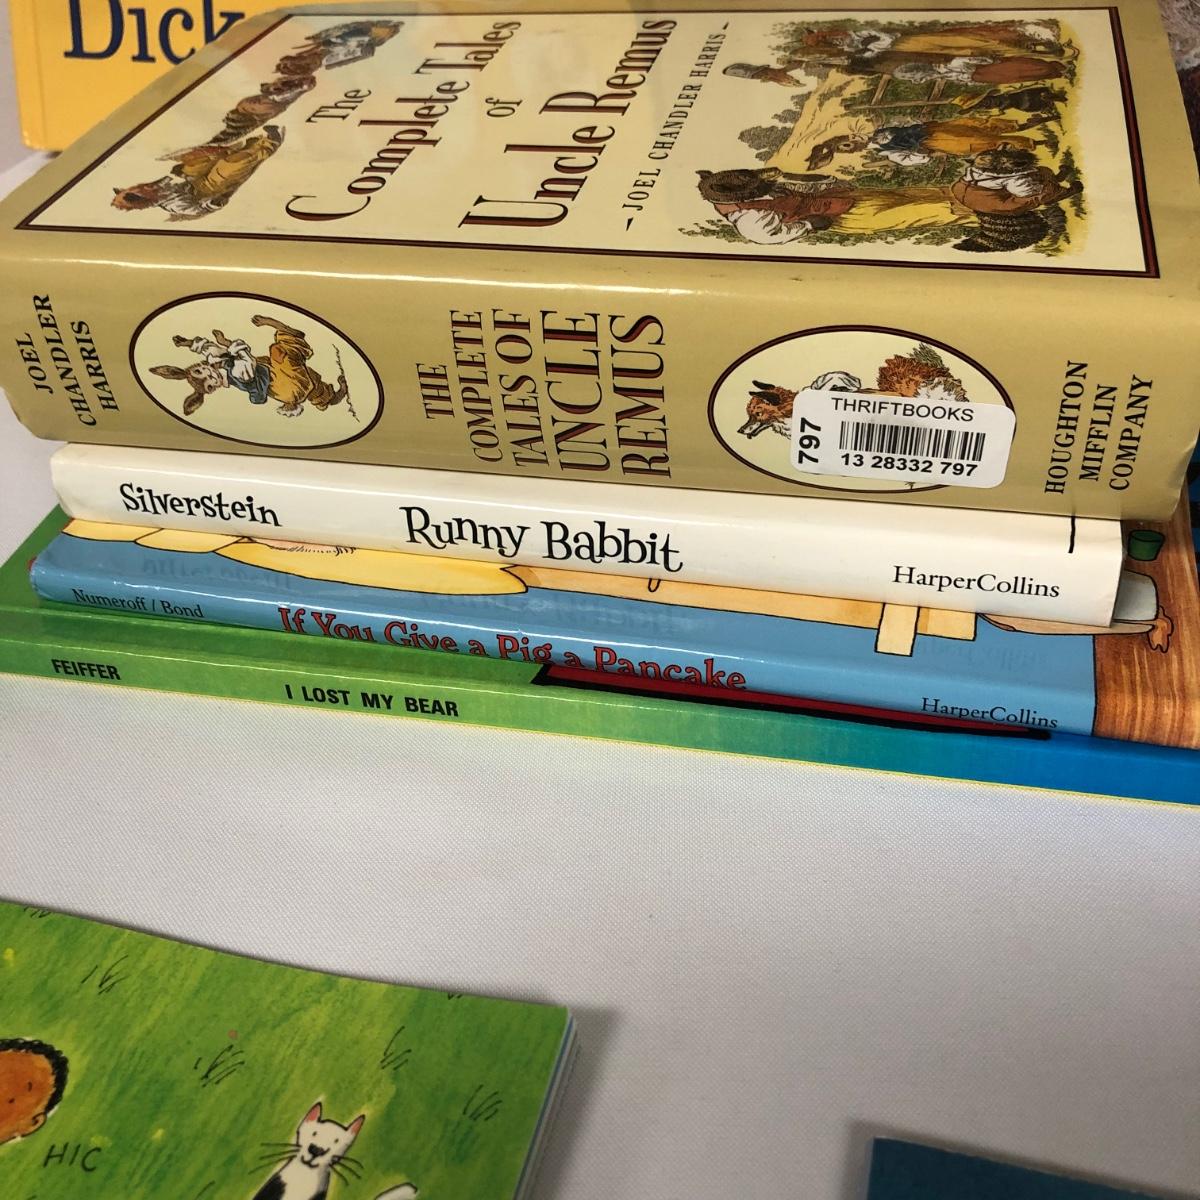 Dick
The
Complete Tales
of
Uncle Remus
- JOEL CHANDLER HARRIS -
JOEL
CHANDLER
HARRIS
THE
COMPLETE
TALES OF
UNCLE
REMUS
THRIFTBOOKS
797
13 28332 797
HOUGHTON
MIFFLIN
COMPANY
Silverstein
Runny Babbit
HarperCollins
Numeroff / Bond
If You Give a Pig a Pancake
HarperCollins
FEIFFER
I LOST MY BEAR
HIC